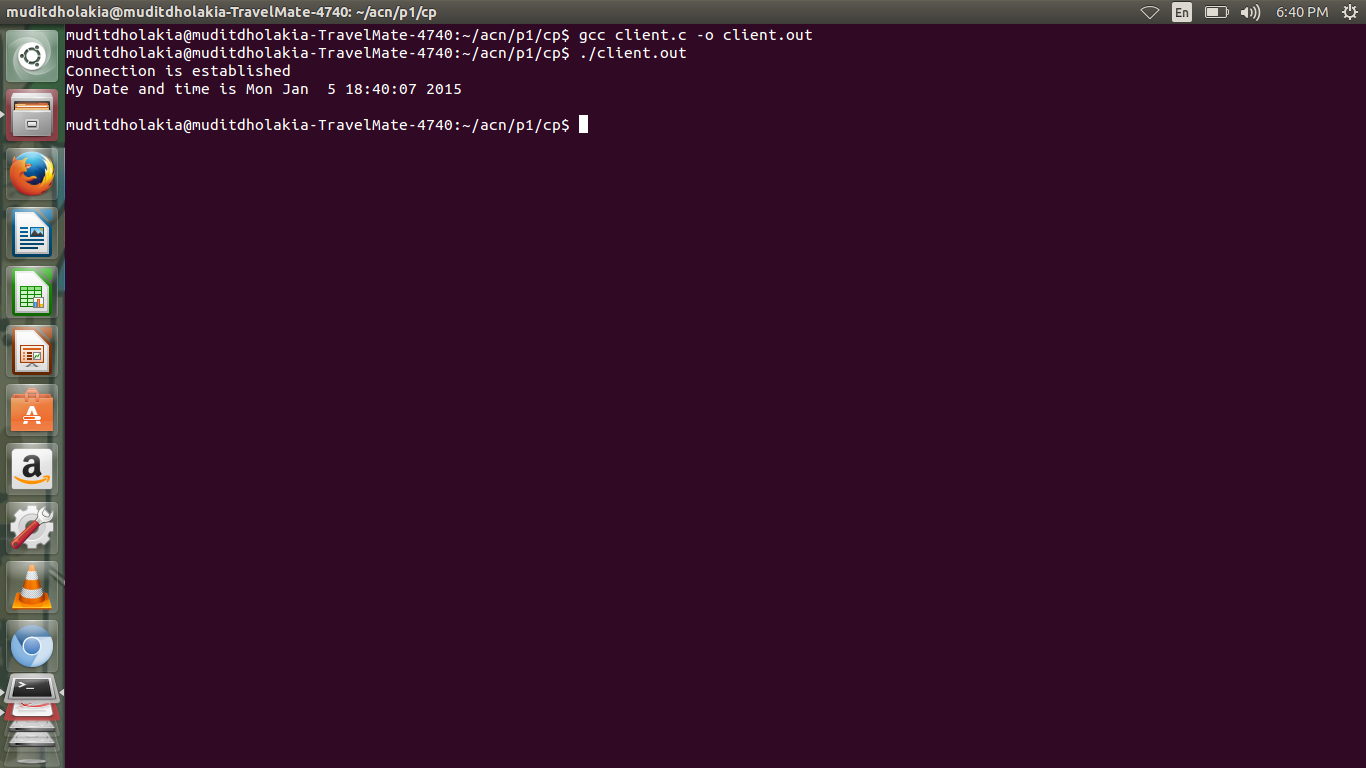 muditdholakia@muditdholakia-TravelMate-4740: ~/acn/p1/cp
En
6:40 PM
muditdholakia@muditdholakia-TravelMate-4740:~/acn/p1/cp$ gcc client.c -o client.out
muditdholakia@muditdholakia-TravelMate-4740:~/acn/p1/cp$ ./client.out
Connection is established
My Date and time is Mon Jan  5 18:40:07 2015
muditdholakia@muditdholakia-TravelMate-4740:~/acn/p1/cp$
A
a
>_